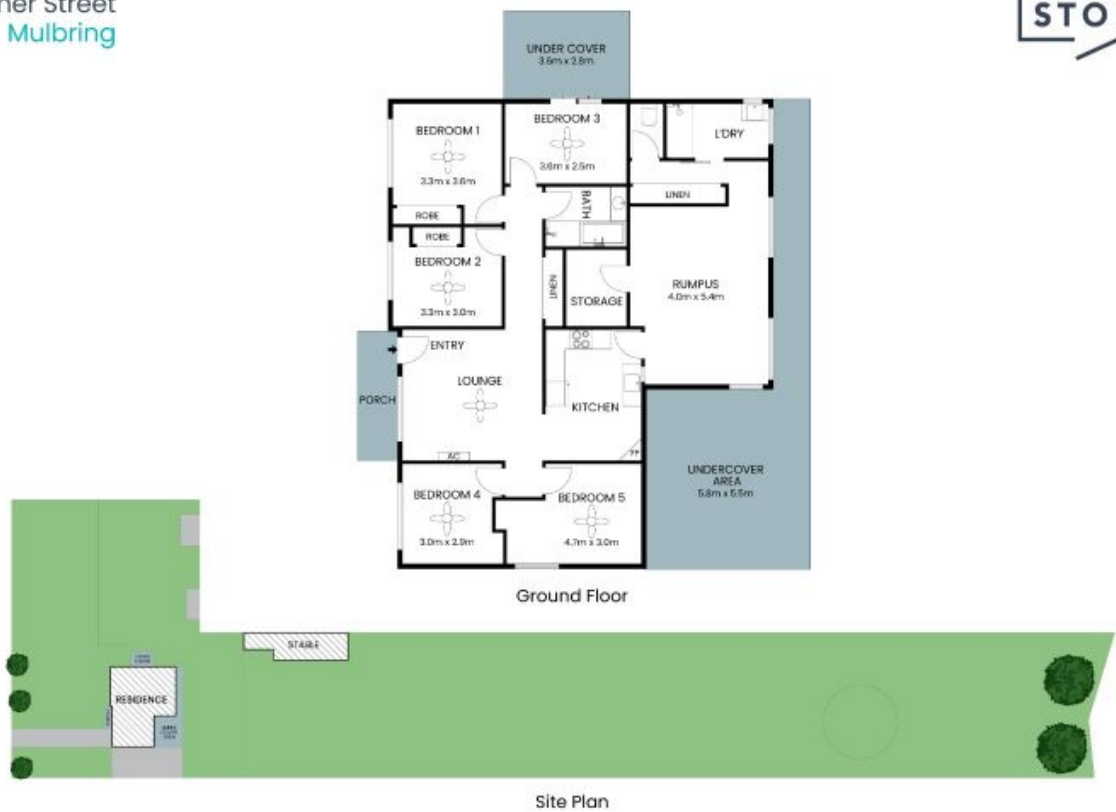 ner Street
Mulbring
STO
UNDER COVER
3.6m x 2.8m
BEDROOM 1
3.3m x 3.6m
ROBE
BEDROOM 3
3.6m x 2.5m
L'DRY
LINEN
BATH
ROBE
BEDROOM 2
3.3m x 3.0m
LINEN
STORAGE
RUMPUS
4.0m x 5.4m
ENTRY
LOUNGE
AC
PORCH
KITCHEN
BEDROOM 4
3.0m x 2.9m
BEDROOM 5
4.7m x 3.0m
UNDERCOVER
AREA
5.8m x 5.5m
Ground Floor
STABLE
RESIDENCE
Site Plan